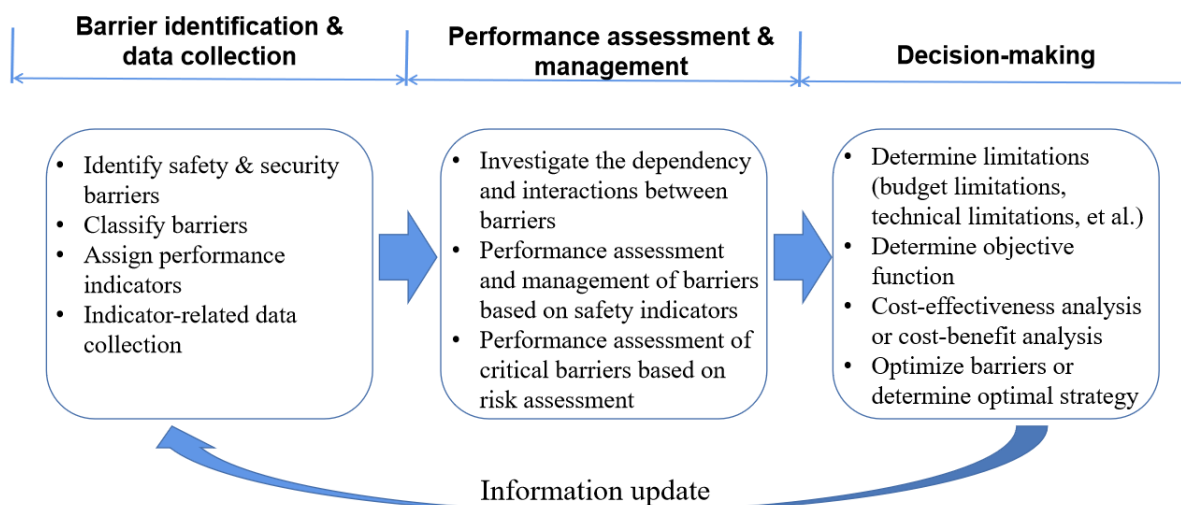 Barrier identification &
data collection
Performance assessment &
management
Decision-making
• Identify safety & security
barriers
• Classify barriers
• Assign performance
indicators
• Indicator-related data
collection
• Investigate the dependency
and interactions between
barriers
• Performance assessment
and management of barriers
based on safety indicators
• Performance assessment of
critical barriers based on
risk assessment
• Determine limitations
(budget limitations,
technical limitations, et al.)
• Determine objective
function
• Cost-effectiveness analysis
or cost-benefit analysis
• Optimize barriers or
determine optimal strategy
Information update